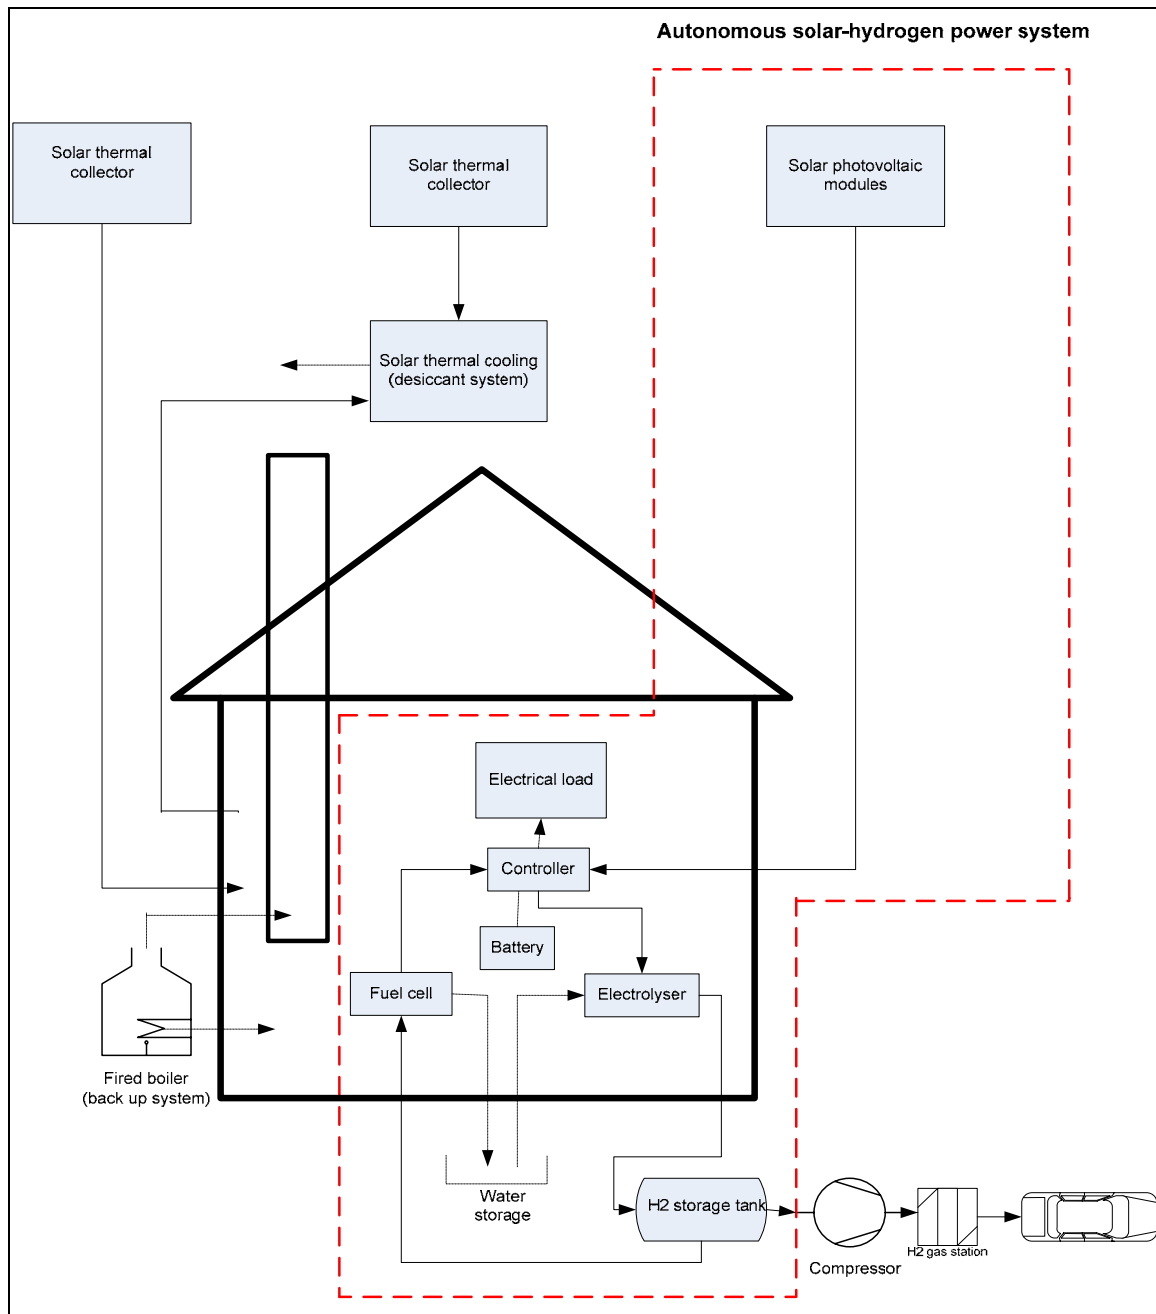 Autonomous solar-hydrogen power system
Solar thermal
collector
Solar thermal
collector
Solar photovoltaic
modules
Solar thermal cooling
(desiccant system)
Electrical load
Controller
Battery
Fuel cell
Electrolyser
Fired boiler
(back up system)
Water
storage
H2 storage tank
H2 gas station
Compressor